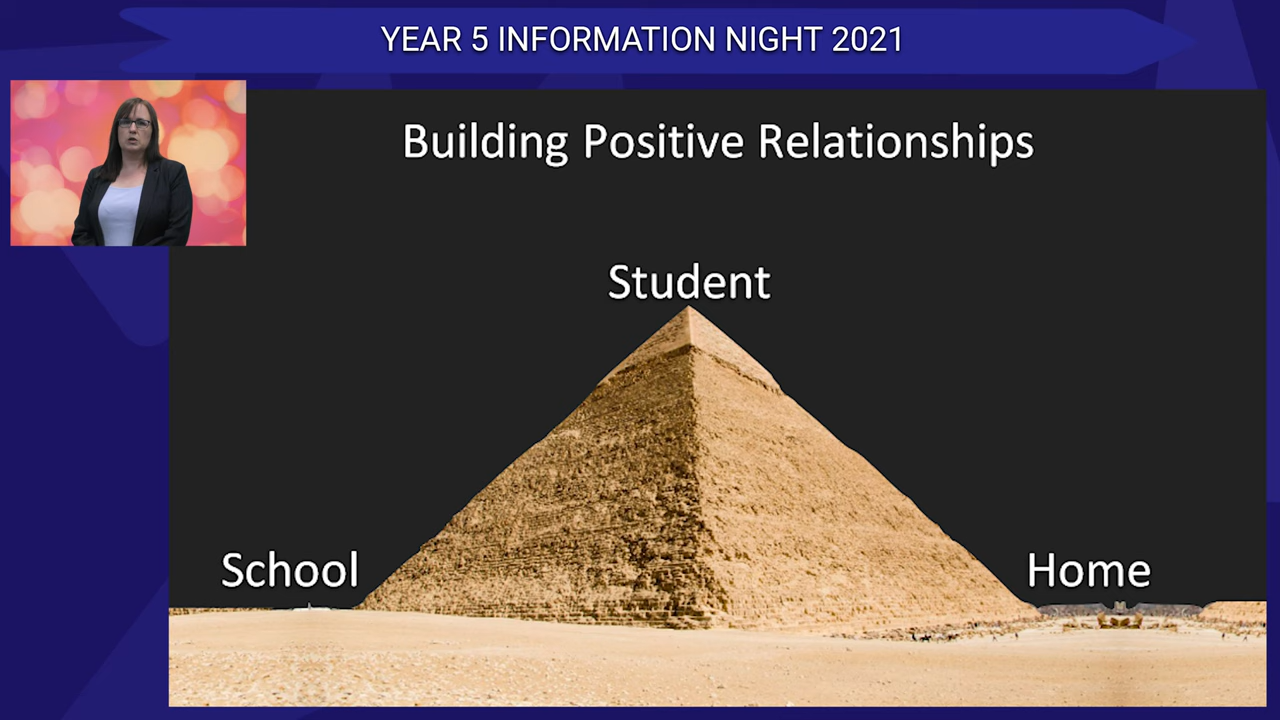 YEAR 5 INFORMATION NIGHT 2021
Building Positive Relationships
Student
School
Home